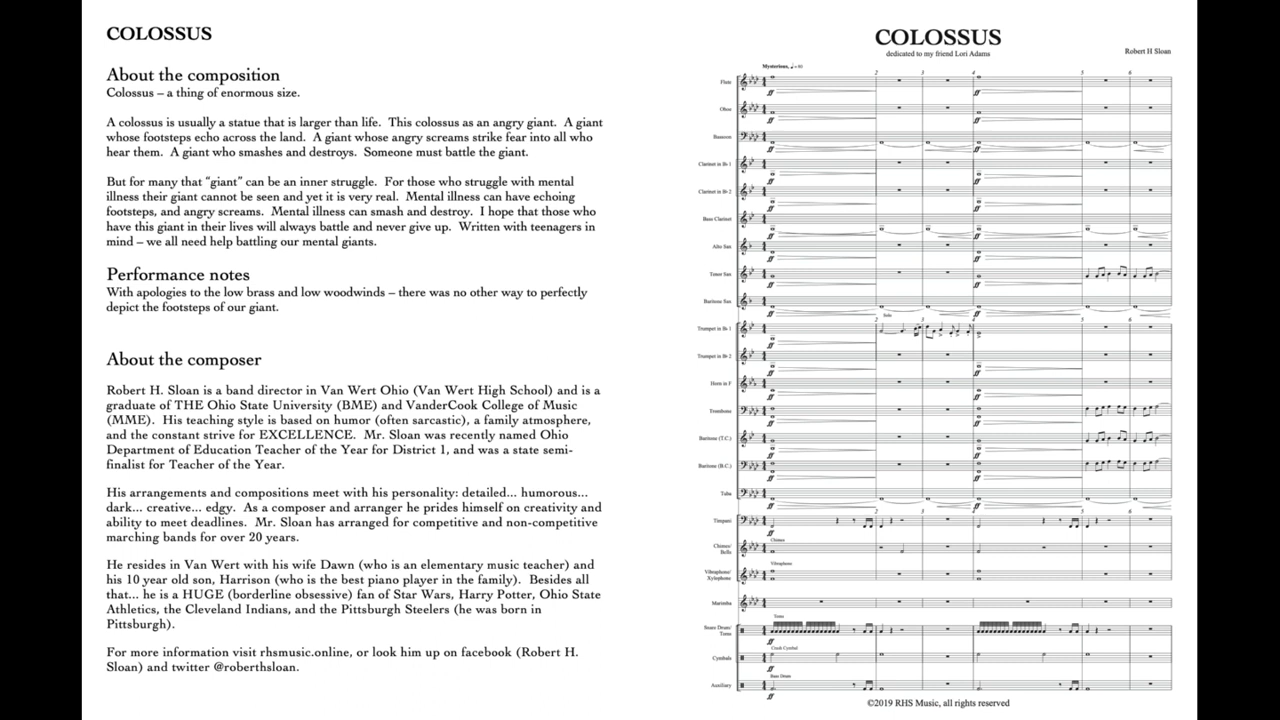 COLOSSUS
About the composition
Colossus – a thing of enormous size.
A colossus is usually a statue that is larger than life. This colossus as an angry giant. A giant
whose footsteps echo across the land. A giant whose angry screams strike fear into all who
hear them. A giant who smashes and destroys. Someone must battle the giant.
But for many that “giant” can be an inner struggle. For those who struggle with mental
illness their giant cannot be seen and yet it is very real. Mental illness can have echoing
footsteps, and angry screams. Mental illness can smash and destroy. I hope that those who
have this giant in their lives will always battle and never give up. Written with teenagers in
mind – we all need help battling our mental giants.
Performance notes
With apologies to the low brass and low woodwinds – there was no other way to perfectly
depict the footsteps of our giant.
About the composer
Robert H. Sloan is a band director in Van Wert Ohio (Van Wert High School) and is a
graduate of THE Ohio State University (BME) and VanderCook College of Music
(MME). His teaching style is based on humor (often sarcastic), a family atmosphere,
and the constant strive for EXCELLENCE. Mr. Sloan was recently named Ohio
Department of Education Teacher of the Year for District 1, and was a state semi-
finalist for Teacher of the Year.
His arrangements and compositions meet with his personality: detailed... humorous...
dark... creative... edgy. As a composer and arranger he prides himself on creativity and
ability to meet deadlines. Mr. Sloan has arranged for competitive and non-competitive
marching bands for over 20 years.
He resides in Van Wert with his wife Dawn (who is an elementary music teacher) and
his 10 year old son, Harrison (who is the best piano player in the family). Besides all
that... he is a HUGE (borderline obsessive) fan of Star Wars, Harry Potter, Ohio State
Athletics, the Cleveland Indians, and the Pittsburgh Steelers (he was born in
Pittsburgh).
For more information visit rhsmusic.online, or look him up on facebook (Robert H.
Sloan) and twitter @roberthsloan.
COLOSSUS
dedicated to my friend Lori Adams
Robert H Sloan
Mysterious,
2 3 4 5 6
Flute
Oboe
Bassoon
Clarinet in B♭ 1
Clarinet in B♭ 2
Bass Clarinet
Alto Sax
Tenor Sax
Baritone Sax
Solo
2 3 4 5 6
Trumpet in B♭ 1
Trumpet in B♭ 2
Horn in F
Trombone
Baritone (T.C.)
Baritone (B.C.)
Tuba
2 3 4 5 6
Timpani
Chimes
Chimes/
Bells
Vibraphone
Vibraphone/
Xylophone
Marimba
Toms
Snare Drum/
Toms
Crash Cymbal
Cymbals
Bass Drum
Auxiliary
©2019 RHS Music, all rights reserved